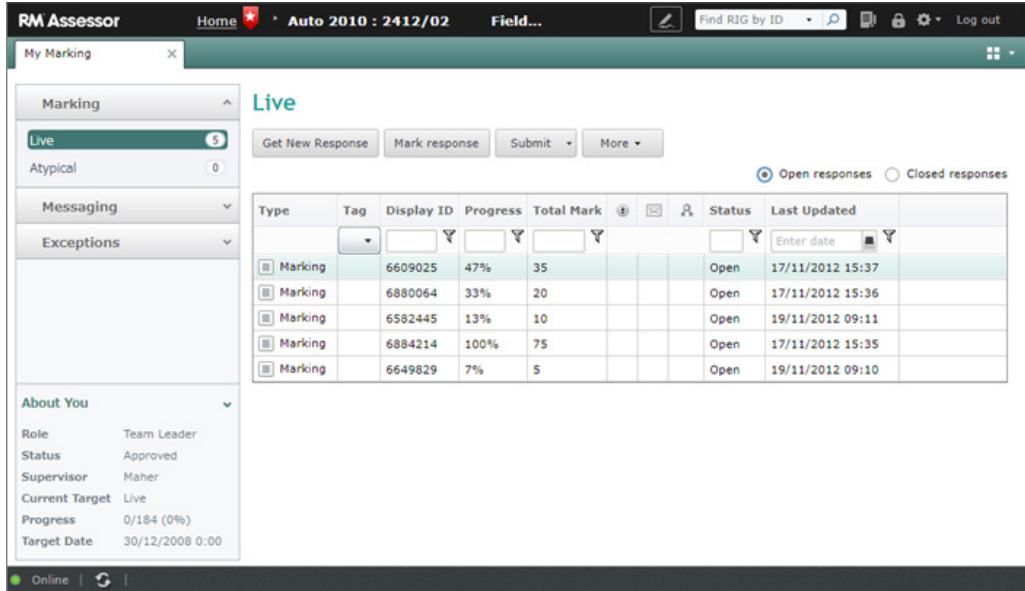 RM Assessor Home Auto 2010 : 2412/02 Field... Find RIG by ID Log out
My Marking
Marking
Live 5
Atypical 0
Messaging
Exceptions
About You
Role Team Leader
Status Approved
Supervisor Maher
Current Target Live
Progress 0/184 (0%)
Target Date 30/12/2008 0:00
Live
Get New Response Mark response Submit More
Open responses Closed responses
Type Tag Display ID Progress Total Mark Status Last Updated
Enter date
Marking 6609025 47% 35 Open 17/11/2012 15:37
Marking 6880064 33% 20 Open 17/11/2012 15:36
Marking 6582445 13% 10 Open 19/11/2012 09:11
Marking 6884214 100% 75 Open 17/11/2012 15:35
Marking 6649829 7% 5 Open 19/11/2012 09:10
Online